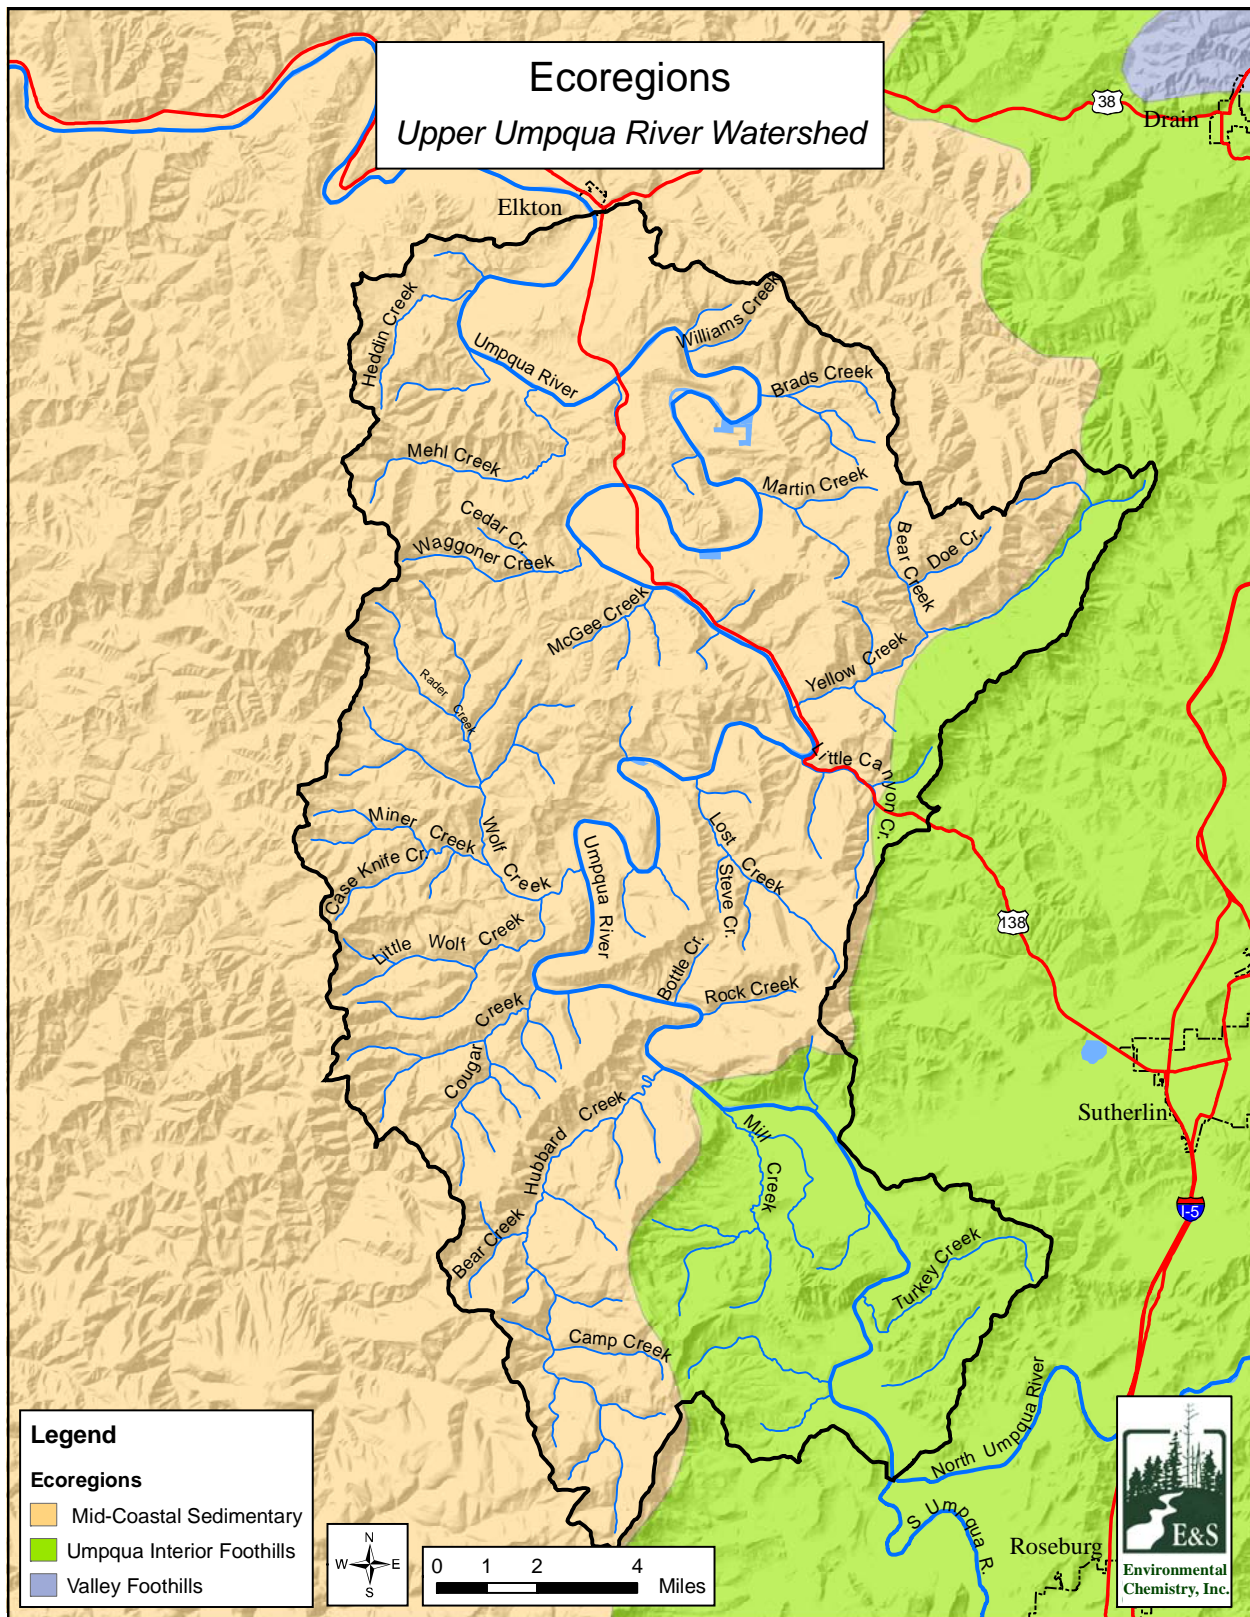 Ecoregions
Upper Umpqua River Watershed
38
Drain
Elkton
Heddin Creek
Umpqua River
Williams Creek
Brads Creek
Mehl Creek
Martin Creek
Cedar Cr.
Waggoner Creek
Bear Creek
Doe Cr.
McGee Creek
Yellow Creek
Rader Creek
Little Canyon Cr.
Miner Creek
Wolf Creek
Case Knife Cr.
Umpqua River
Lost Creek
Steve Cr.
Little Wolf Creek
138
Bottle Cr.
Rock Creek
Cougar Creek
Hubbard Creek
Mill Creek
Sutherlin
I-5
Bear Creek
Turkey Creek
Camp Creek
North Umpqua River
S Umpqua R.
Roseburg
Legend
Ecoregions
Mid-Coastal Sedimentary
Umpqua Interior Foothills
Valley Foothills
N
W E
S
0 1 2 4
Miles
E&S
Environmental
Chemistry, Inc.